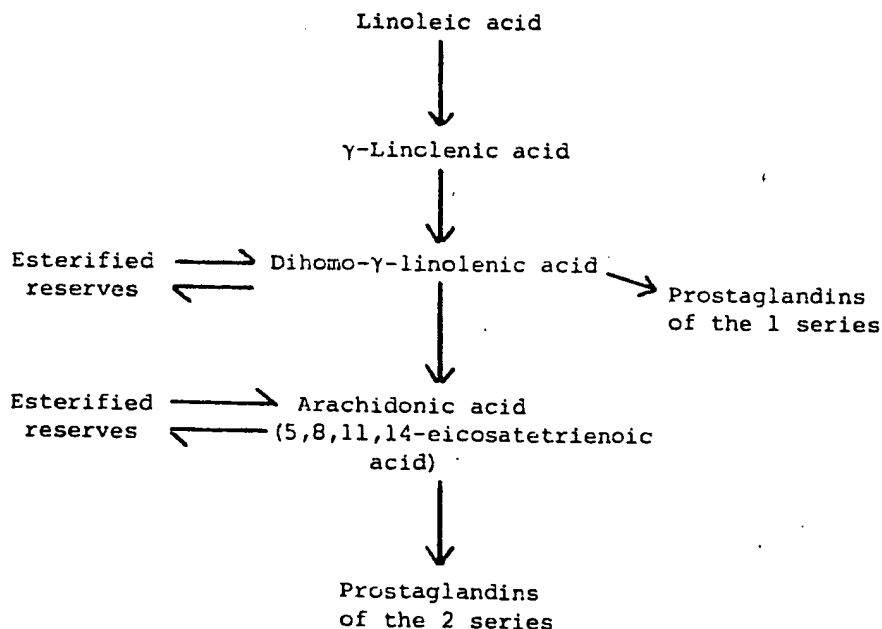 Linoleic acid
γ-Linclenic acid
Esterified
reserves
Dihomo-γ-linolenic acid
Prostaglandins
of the 1 series
Esterified
reserves
Arachidonic acid
(5,8,11,14-eicosatetrienoic
acid)
Prostaglandins
of the 2 series